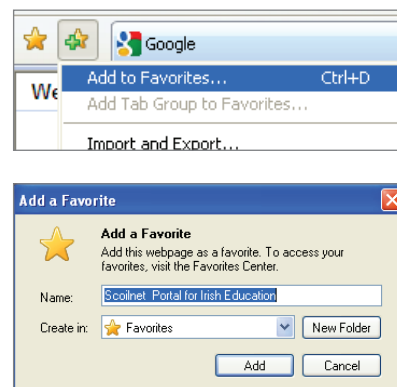 Google
Add to Favorites... Ctrl+D
We
Add Tab Group to Favorites...
Import and Export...
Add a Favorite
Add a Favorite
Add this webpage as a favorite. To access your
favorites, visit the Favorites Center.
Name: Scoilnet Portal for Irish Education
Create in: Favorites New Folder
Add Cancel